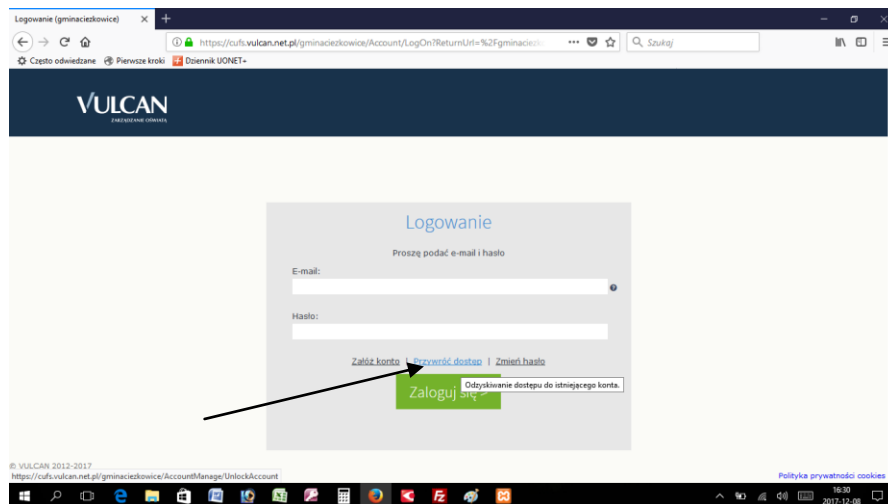 Logowanie (gminaciezkowice)
https://cufs.vulcan.net.pl/gminaciezkowice/Account/LogOn?ReturnUrl=%2Fgminaciezk
Szukaj
Często odwiedzane Pierwsze kroki Dziennik UONET+
VULCAN
ZARZĄDZANIE OŚWIATĄ
Logowanie
Proszę podać e-mail i hasło
E-mail:
Hasło:
Załóż konto | Przywróć dostęp | Zmień hasło
Odzyskiwanie dostępu do istniejącego konta.
Zaloguj się >
© VULCAN 2012-2017
https://cufs.vulcan.net.pl/gminaciezkowice/AccountManage/UnlockAccount
Polityka prywatności cookies
16:30
2017-12-08